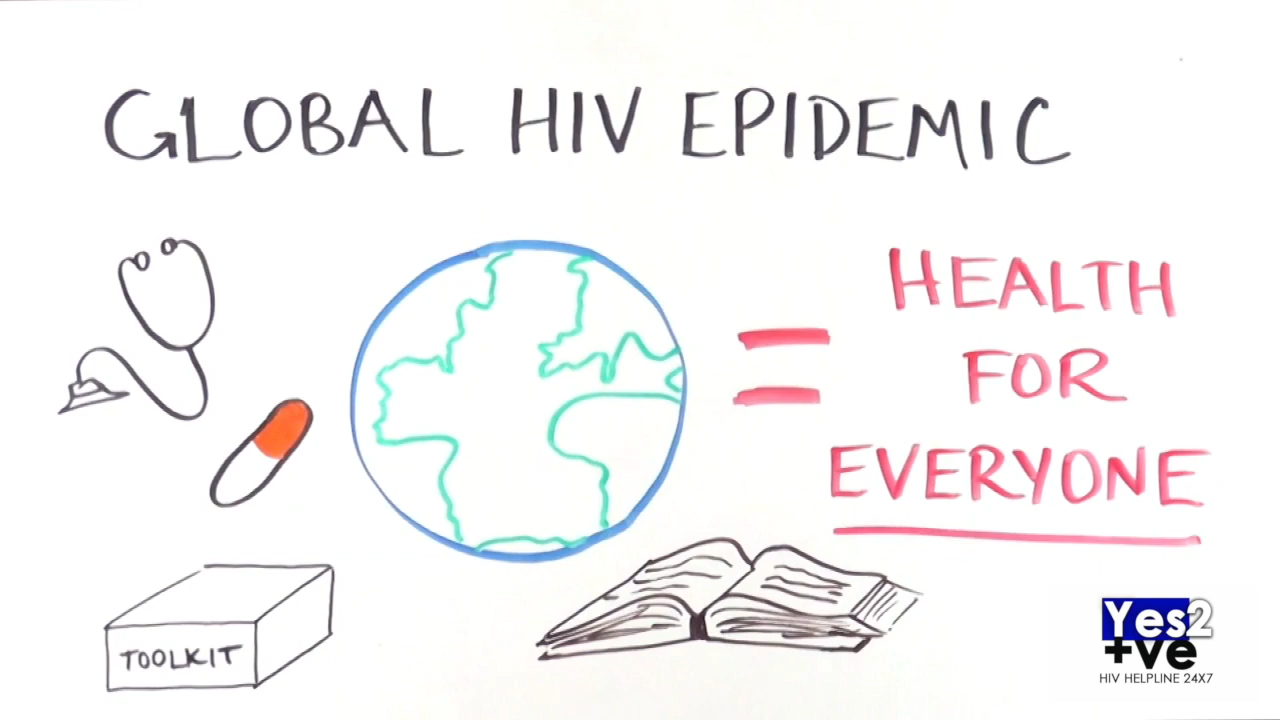 GLOBAL HIV EPIDEMIC
HEALTH
FOR
EVERYONE
TOOLKIT
Yes2
+ve
HIV HELPLINE 24X7